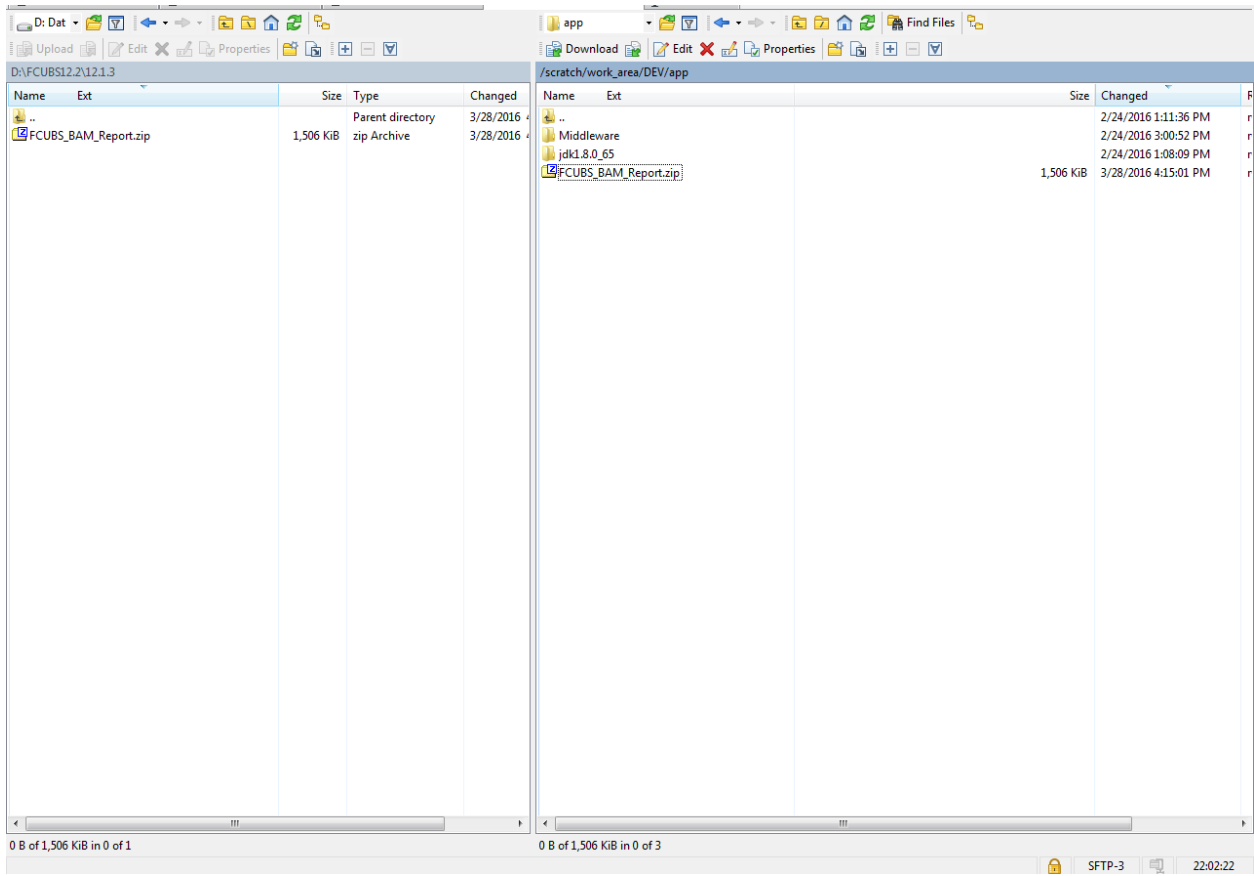 D: Dat
Upload Edit Properties
D:\FCUBS12.2\12.1.3
Name Ext Size Type Changed
.. Parent directory 3/28/2016
FCUBS_BAM_Report.zip 1,506 KiB zip Archive 3/28/2016
0 B of 1,506 KiB in 0 of 1
app Find Files
Download Edit Properties
/scratch/work_area/DEV/app
Name Ext Size Changed
.. 2/24/2016 1:11:36 PM
Middleware 2/24/2016 3:00:52 PM
jdk1.8.0_65 2/24/2016 1:08:09 PM
FCUBS_BAM_Report.zip 1,506 KiB 3/28/2016 4:15:01 PM
0 B of 1,506 KiB in 0 of 3
SFTP-3 22:02:22